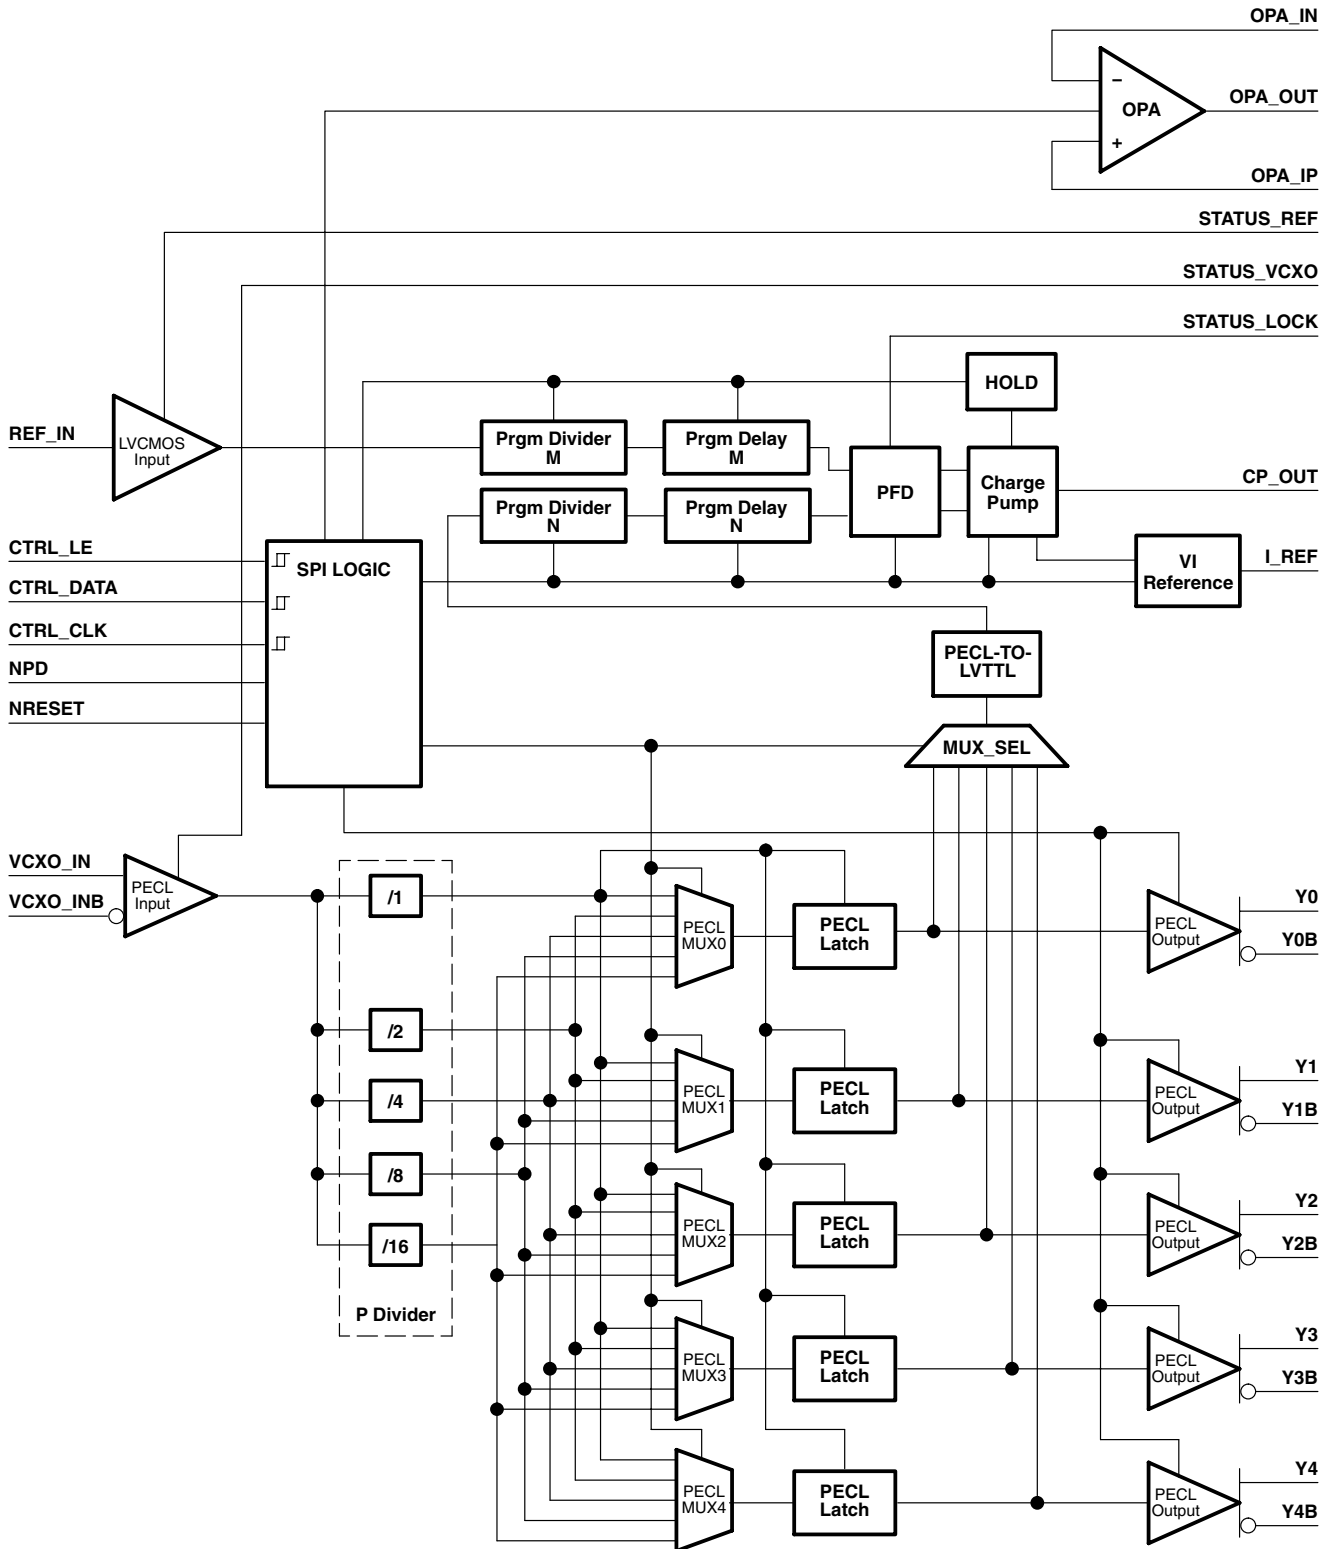 OPA_IN
−
OPA
OPA_OUT
+
OPA_IP
STATUS_REF
STATUS_VCXO
STATUS_LOCK
HOLD
REF_IN
LVCMOS
Input
Prgm Divider
M
Prgm Delay
M
PFD
Charge
Pump
CP_OUT
Prgm Divider
N
Prgm Delay
N
CTRL_LE
SPI LOGIC
VI
Reference
I_REF
CTRL_DATA
CTRL_CLK
NPD
NRESET
PECL-TO-
LVTTL
MUX_SEL
VCXO_IN
VCXO_INB
PECL
Input
/1
PECL
MUX0
PECL
Latch
PECL
Output
Y0
Y0B
/2
/4
PECL
MUX1
PECL
Latch
PECL
Output
Y1
Y1B
/8
/16
P Divider
PECL
MUX2
PECL
Latch
PECL
Output
Y2
Y2B
PECL
MUX3
PECL
Latch
PECL
Output
Y3
Y3B
PECL
MUX4
PECL
Latch
PECL
Output
Y4
Y4B